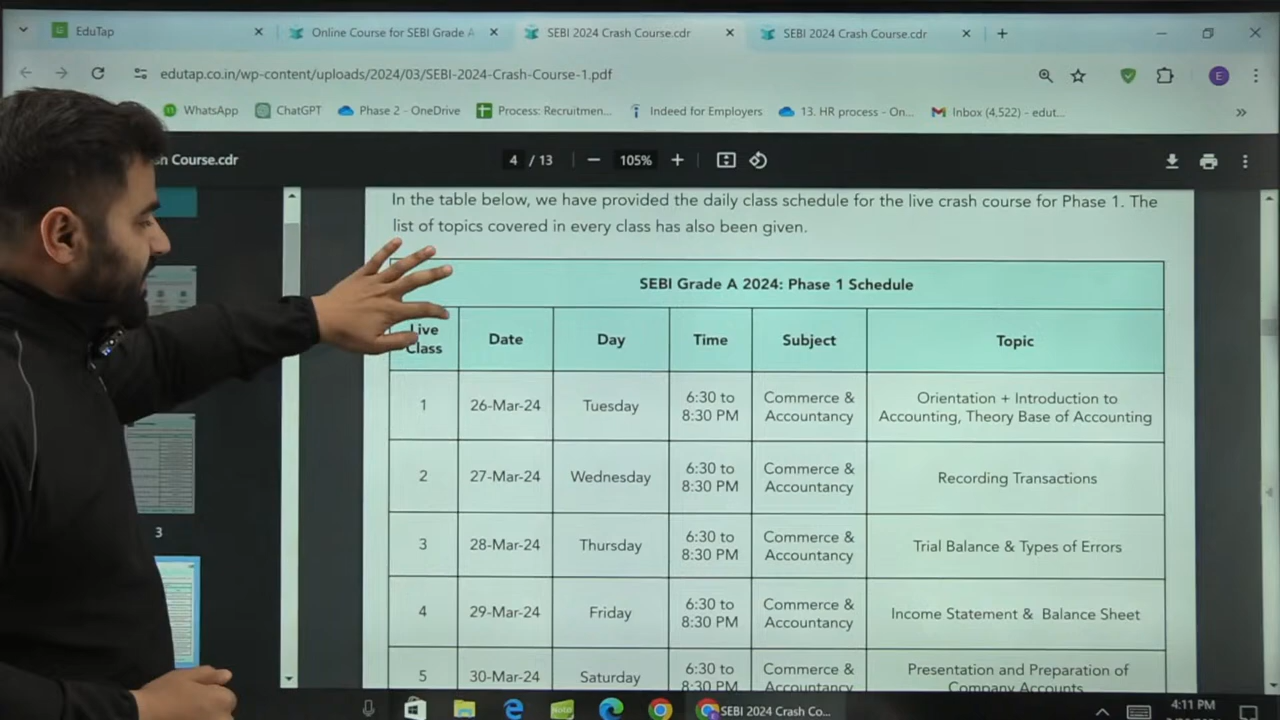 EduTap
Online Course for SEBI Grade A
SEBI 2024 Crash Course.cdr
SEBI 2024 Crash Course.cdr
edutap.co.in/wp-content/uploads/2024/03/SEBI-2024-Crash-Course-1.pdf
E
WhatsApp
ChatGPT
Phase 2 - OneDrive
Process: Recruitmen...
Indeed for Employers
13. HR process - On...
Inbox (4,522) - edut...
h Course.cdr
4 / 13
105%
In the table below, we have provided the daily class schedule for the live crash course for Phase 1. The
list of topics covered in every class has also been given.
SEBI Grade A 2024: Phase 1 Schedule
Live
Class
Date
Day
Time
Subject
Topic
1
26-Mar-24
Tuesday
6:30 to
8:30 PM
Commerce &
Accountancy
Orientation + Introduction to
Accounting, Theory Base of Accounting
2
27-Mar-24
Wednesday
6:30 to
8:30 PM
Commerce &
Accountancy
Recording Transactions
3
28-Mar-24
Thursday
6:30 to
8:30 PM
Commerce &
Accountancy
Trial Balance & Types of Errors
4
29-Mar-24
Friday
6:30 to
8:30 PM
Commerce &
Accountancy
Income Statement & Balance Sheet
5
30-Mar-24
Saturday
6:30 to
8:30 PM
Commerce &
Accountancy
Presentation and Preparation of
Company Accounts
3
SEBI 2024 Crash Co...
4:11 PM